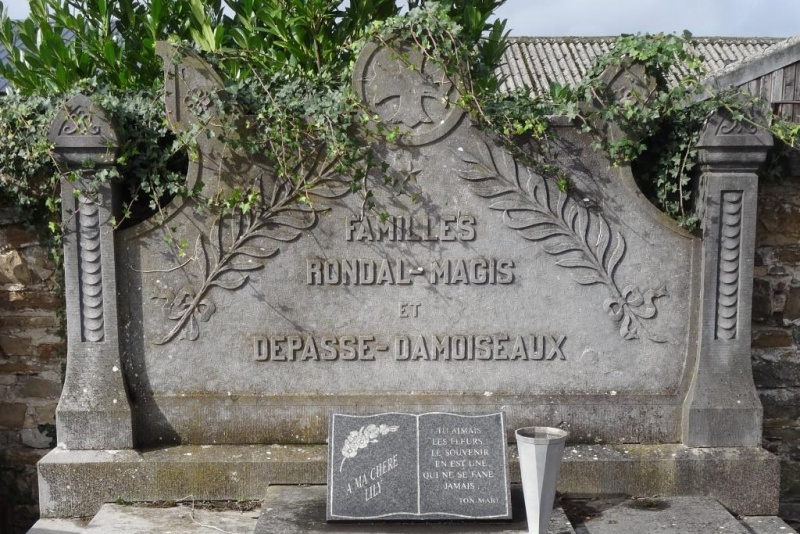 FAMILLES
RONDAL-MAGIS
ET
DEPASSE-DAMOISEAUX
A MA CHÈRE
LILY
TU AIMAIS
LES FLEURS,
LE SOUVENIR
EN EST UNE
QUI NE SE FANE
JAMAIS
TON MARI